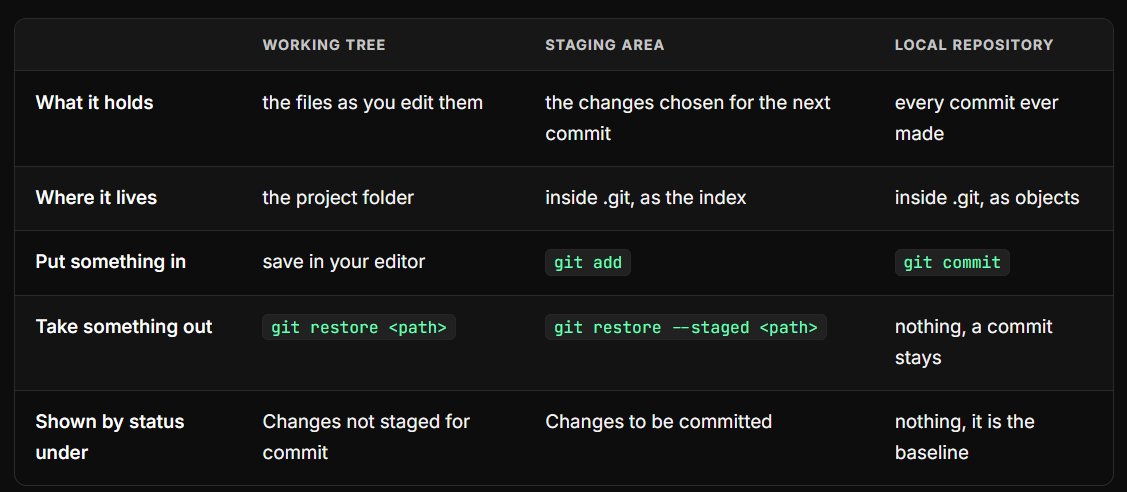 WORKING TREE STAGING AREA LOCAL REPOSITORY
What it holds the files as you edit them the changes chosen for the next commit every commit ever made
Where it lives the project folder inside .git, as the index inside .git, as objects
Put something in save in your editor git add git commit
Take something out git restore <path> git restore --staged <path> nothing, a commit stays
Shown by status under Changes not staged for commit Changes to be committed nothing, it is the baseline